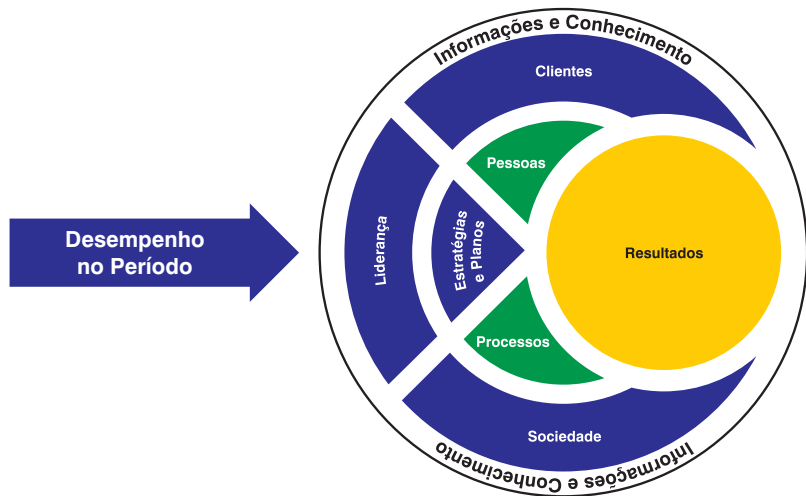 Informações e Conhecimento
Clientes
Pessoas
Desempenho
no Período
Liderança
Estratégias
e Planos
Resultados
Processos
Sociedade
Informações e Conhecimento